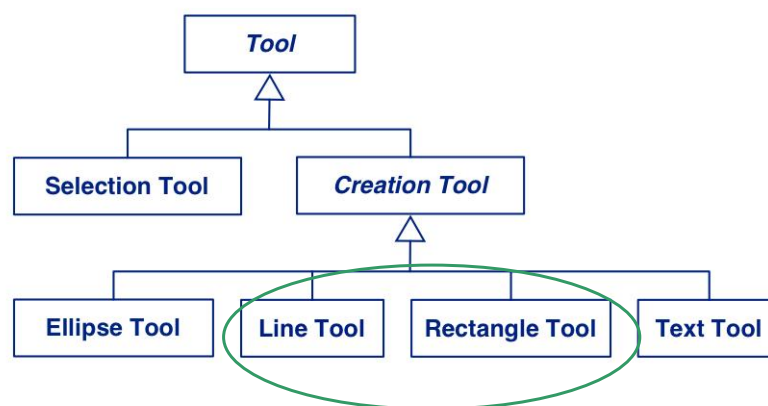 Tool
Selection Tool
Creation Tool
Ellipse Tool
Line Tool
Rectangle Tool
Text Tool